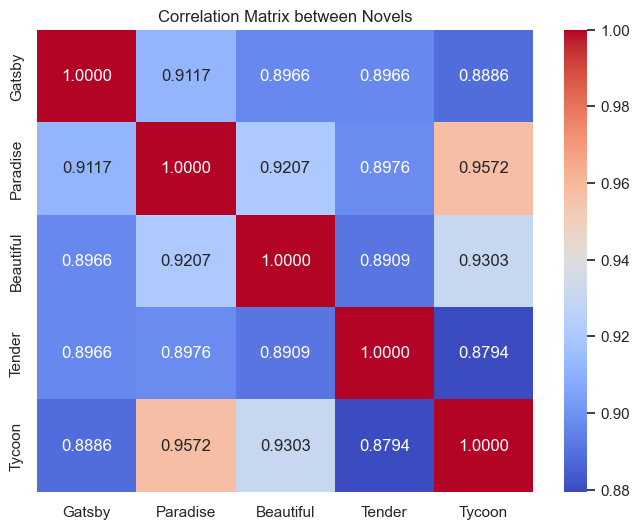 Correlation Matrix between Novels
Gatsby 1.0000 0.9117 0.8966 0.8966 0.8886
Paradise 0.9117 1.0000 0.9207 0.8976 0.9572
Beautiful 0.8966 0.9207 1.0000 0.8909 0.9303
Tender 0.8966 0.8976 0.8909 1.0000 0.8794
Tycoon 0.8886 0.9572 0.9303 0.8794 1.0000
Gatsby Paradise Beautiful Tender Tycoon
1.00
0.98
0.96
0.94
0.92
0.90
0.88